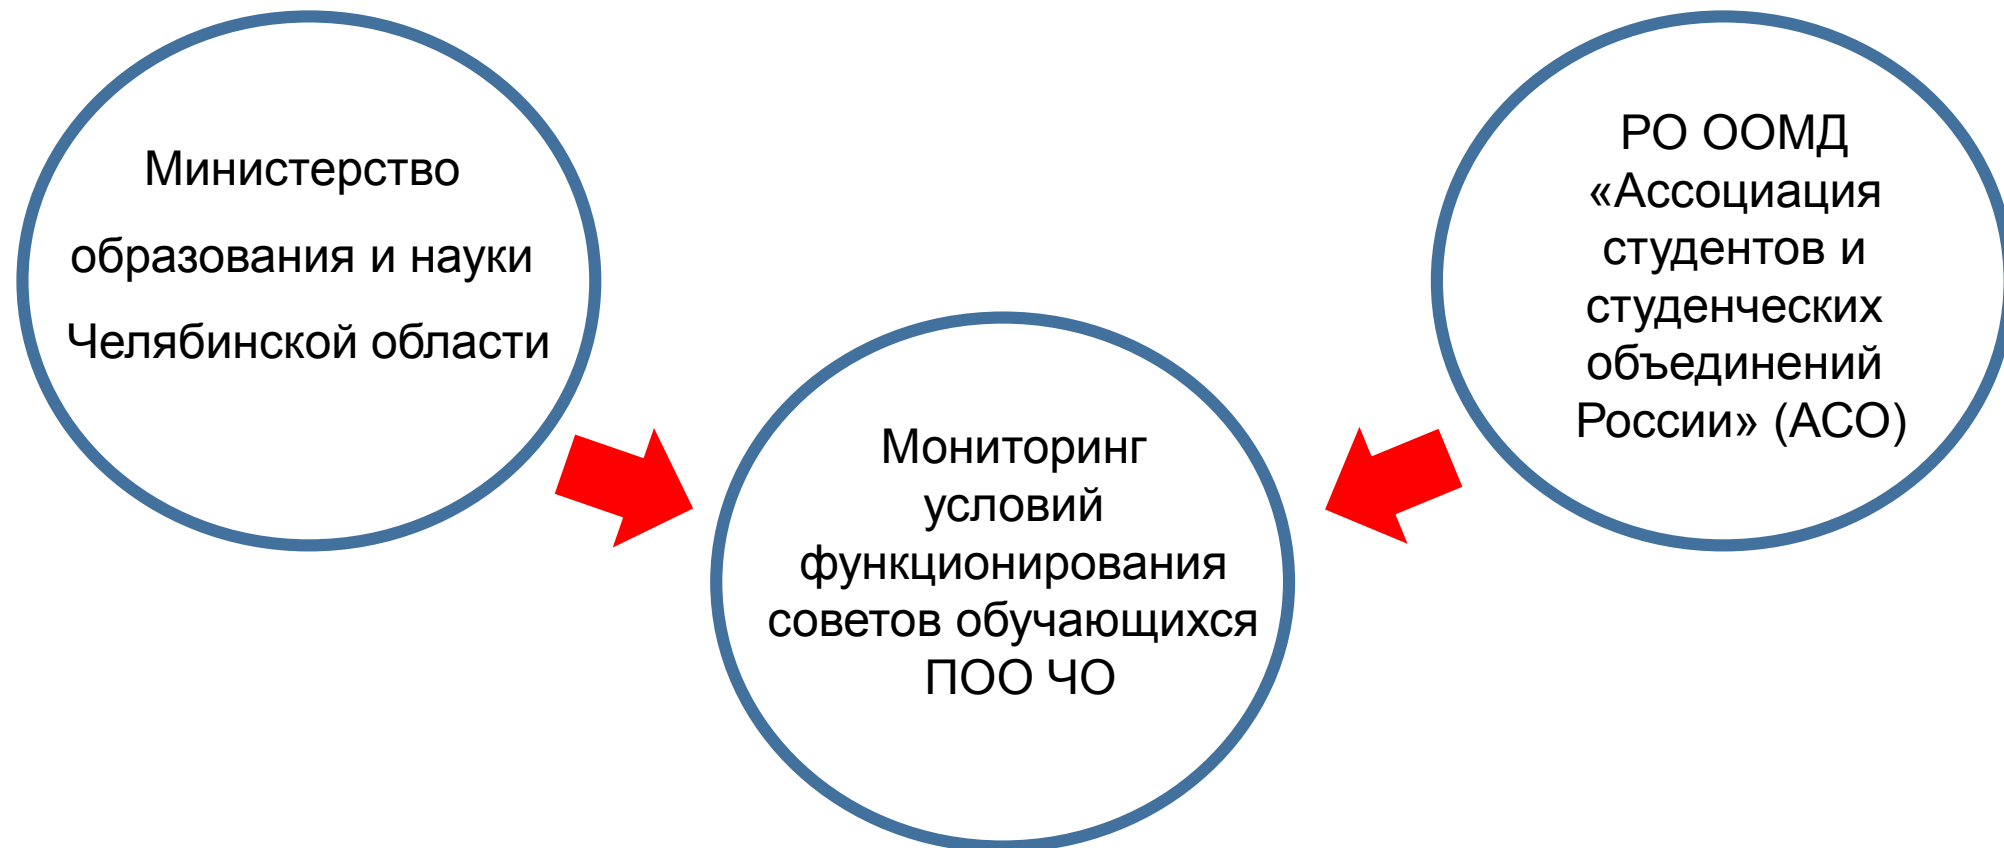 Министерство
образования и науки
Челябинской области
РО ООМД
«Ассоциация
студентов и
студенческих
объединений
России» (АСО)
Мониторинг
условий
функционирования
советов обучающихся
ПОО ЧО